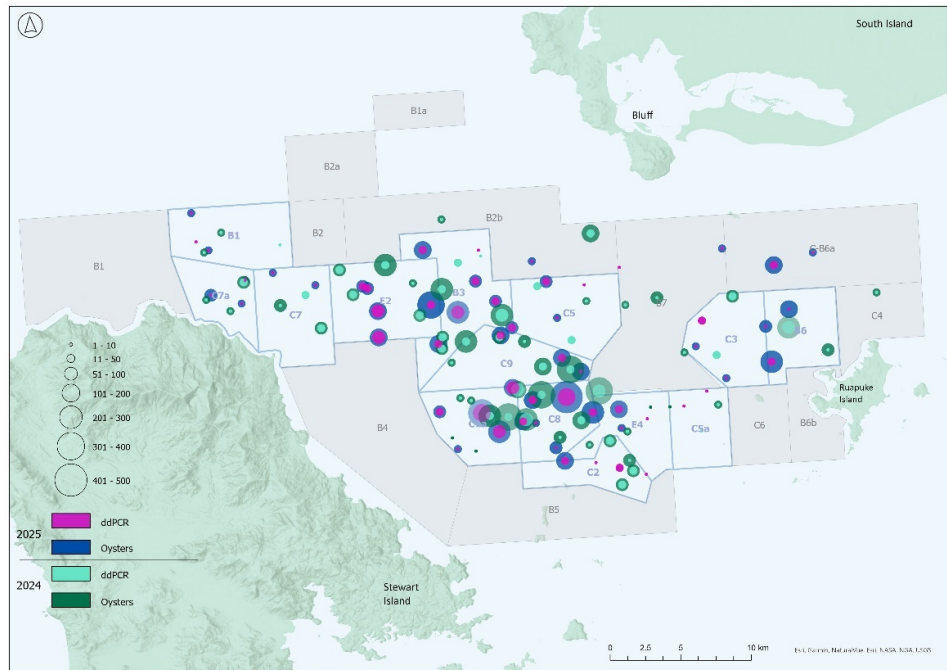 South Island
B1a
Bluff
B2a
B2b
B1
B2
B1
C-B6a
C7a
C7
E2
B3
C5
B7
C3
C4
C9
Ruapuke
Island
1 - 10
11 - 50
51 - 100
101 - 200
201 - 300
301 - 400
401 - 500
B4
C8
E4
C5a
C6
B6b
C2
B5
2025
ddPCR
Oysters
2024
ddPCR
Oysters
Stewart
Island
0 2.5 5 10 km
Esri, Garmin, NaturalVue, Esri, NASA, NGA, USGS